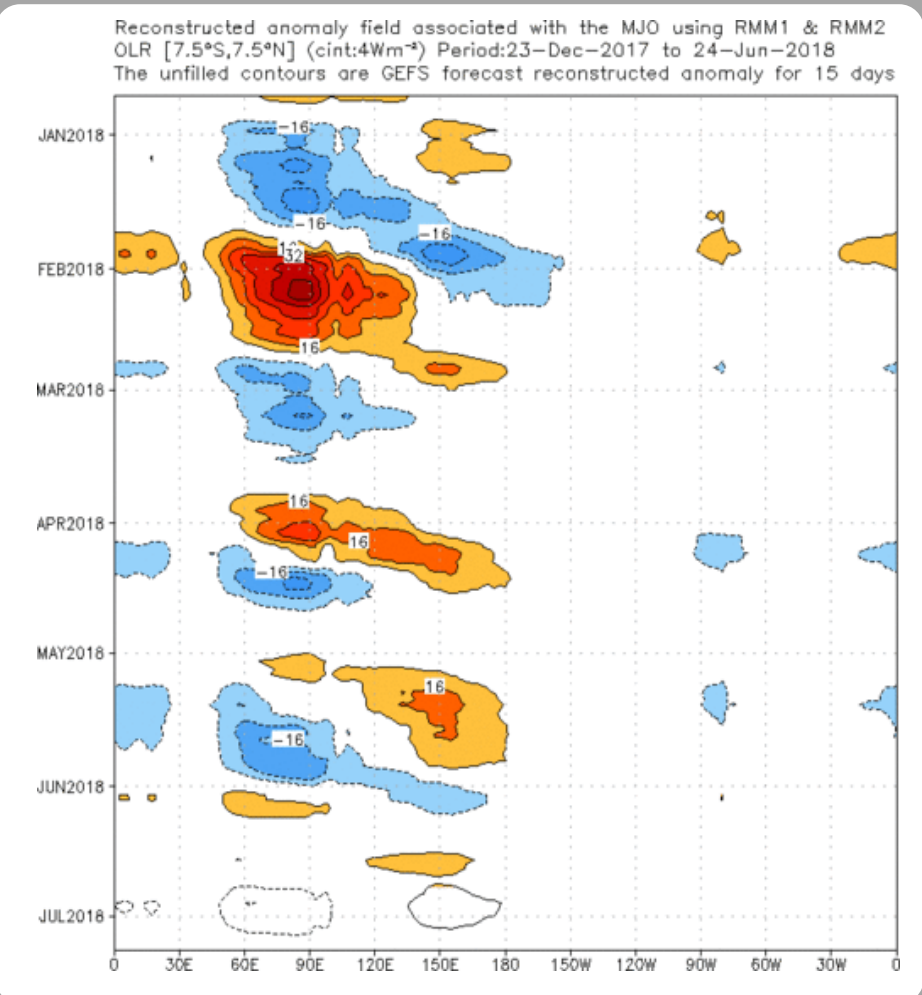 Reconstructed anomaly field associated with the MJO using RMM1 & RMM2
OLR [7.5°S,7.5°N] (cint:4Wm⁻²) Period:23-Dec-2017 to 24-Jun-2018
The unfilled contours are GEFS forecast reconstructed anomaly for 15 days
JAN2018
-16
-16
-16
32
FEB2018
16
MAR2018
16
APR2018
16
-16
MAY2018
16
-16
JUN2018
JUL2018
0 30E 60E 90E 120E 150E 180 150W 120W 90W 60W 30W 0